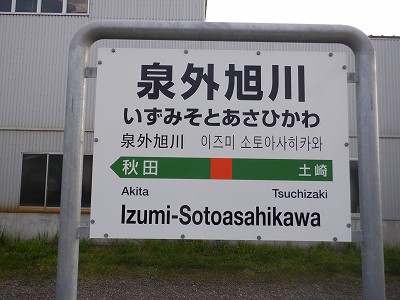 泉外旭川
いずみそとあさひかわ
泉外旭川 이즈미 소토아사히카와
秋田 土崎
Akita Tsuchizaki
Izumi-Sotoasahikawa